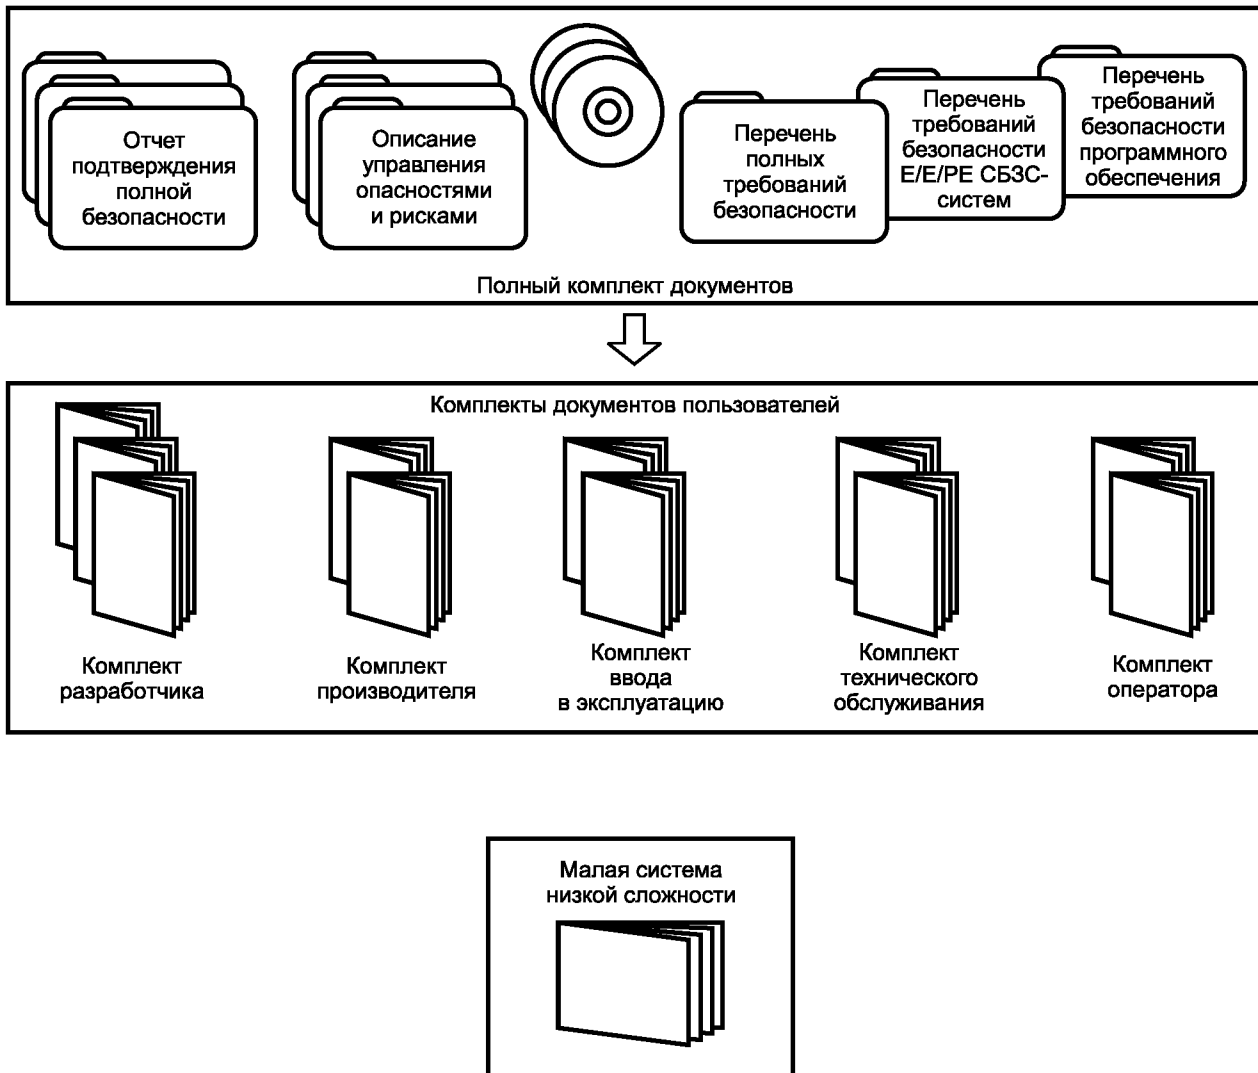 Отчет
подтверждения
полной
безопасности
Описание
управления
опасностями
и рисками
Перечень
полных
требований
безопасности
Перечень
требований
безопасности
E/E/PE СБЗС-
систем
Перечень
требований
безопасности
программного
обеспечения
Полный комплект документов
Комплекты документов пользователей
Комплект
разработчика
Комплект
производителя
Комплект
ввода
в эксплуатацию
Комплект
технического
обслуживания
Комплект
оператора
Малая система
низкой сложности